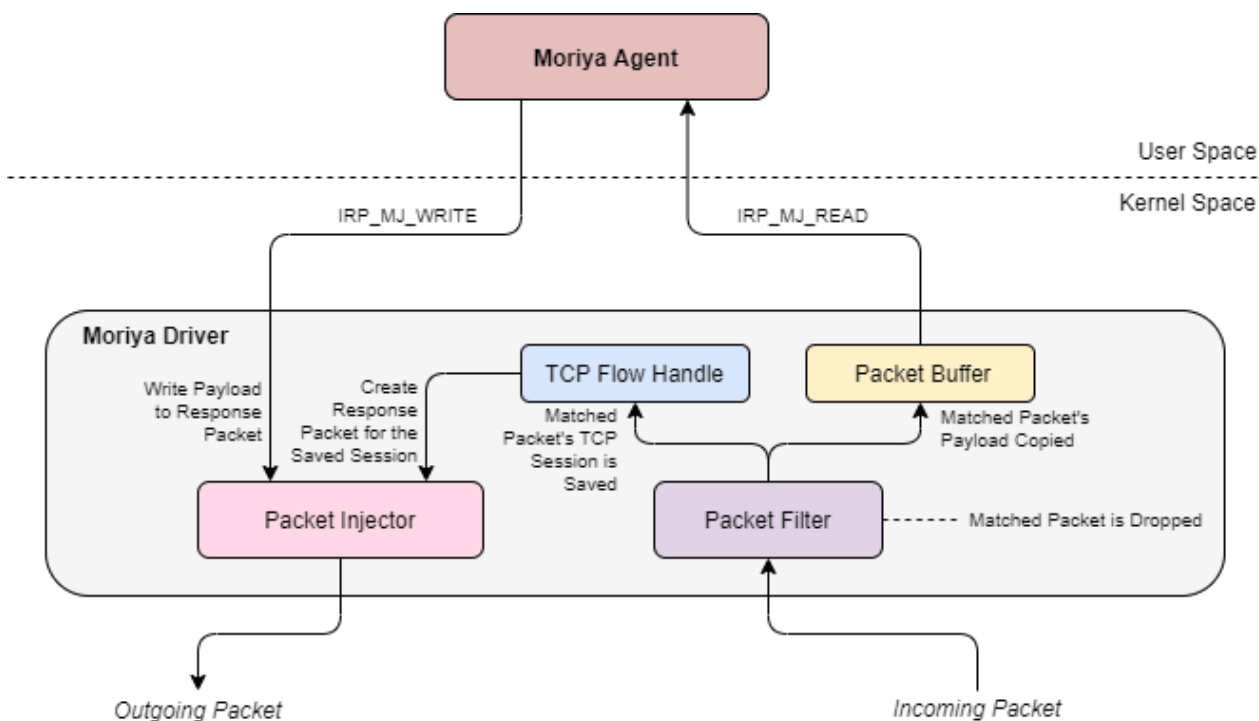 Moriya Agent
User Space
Kernel Space
IRP_MJ_WRITE
IRP_MJ_READ
Moriya Driver
Write Payload
to Response
Packet
Create
Response
Packet for the
Saved Session
TCP Flow Handle
Packet Buffer
Matched
Packet's TCP
Session is
Saved
Matched Packet's
Payload Copied
Packet Injector
Packet Filter
Matched Packet is Dropped
Outgoing Packet
Incoming Packet